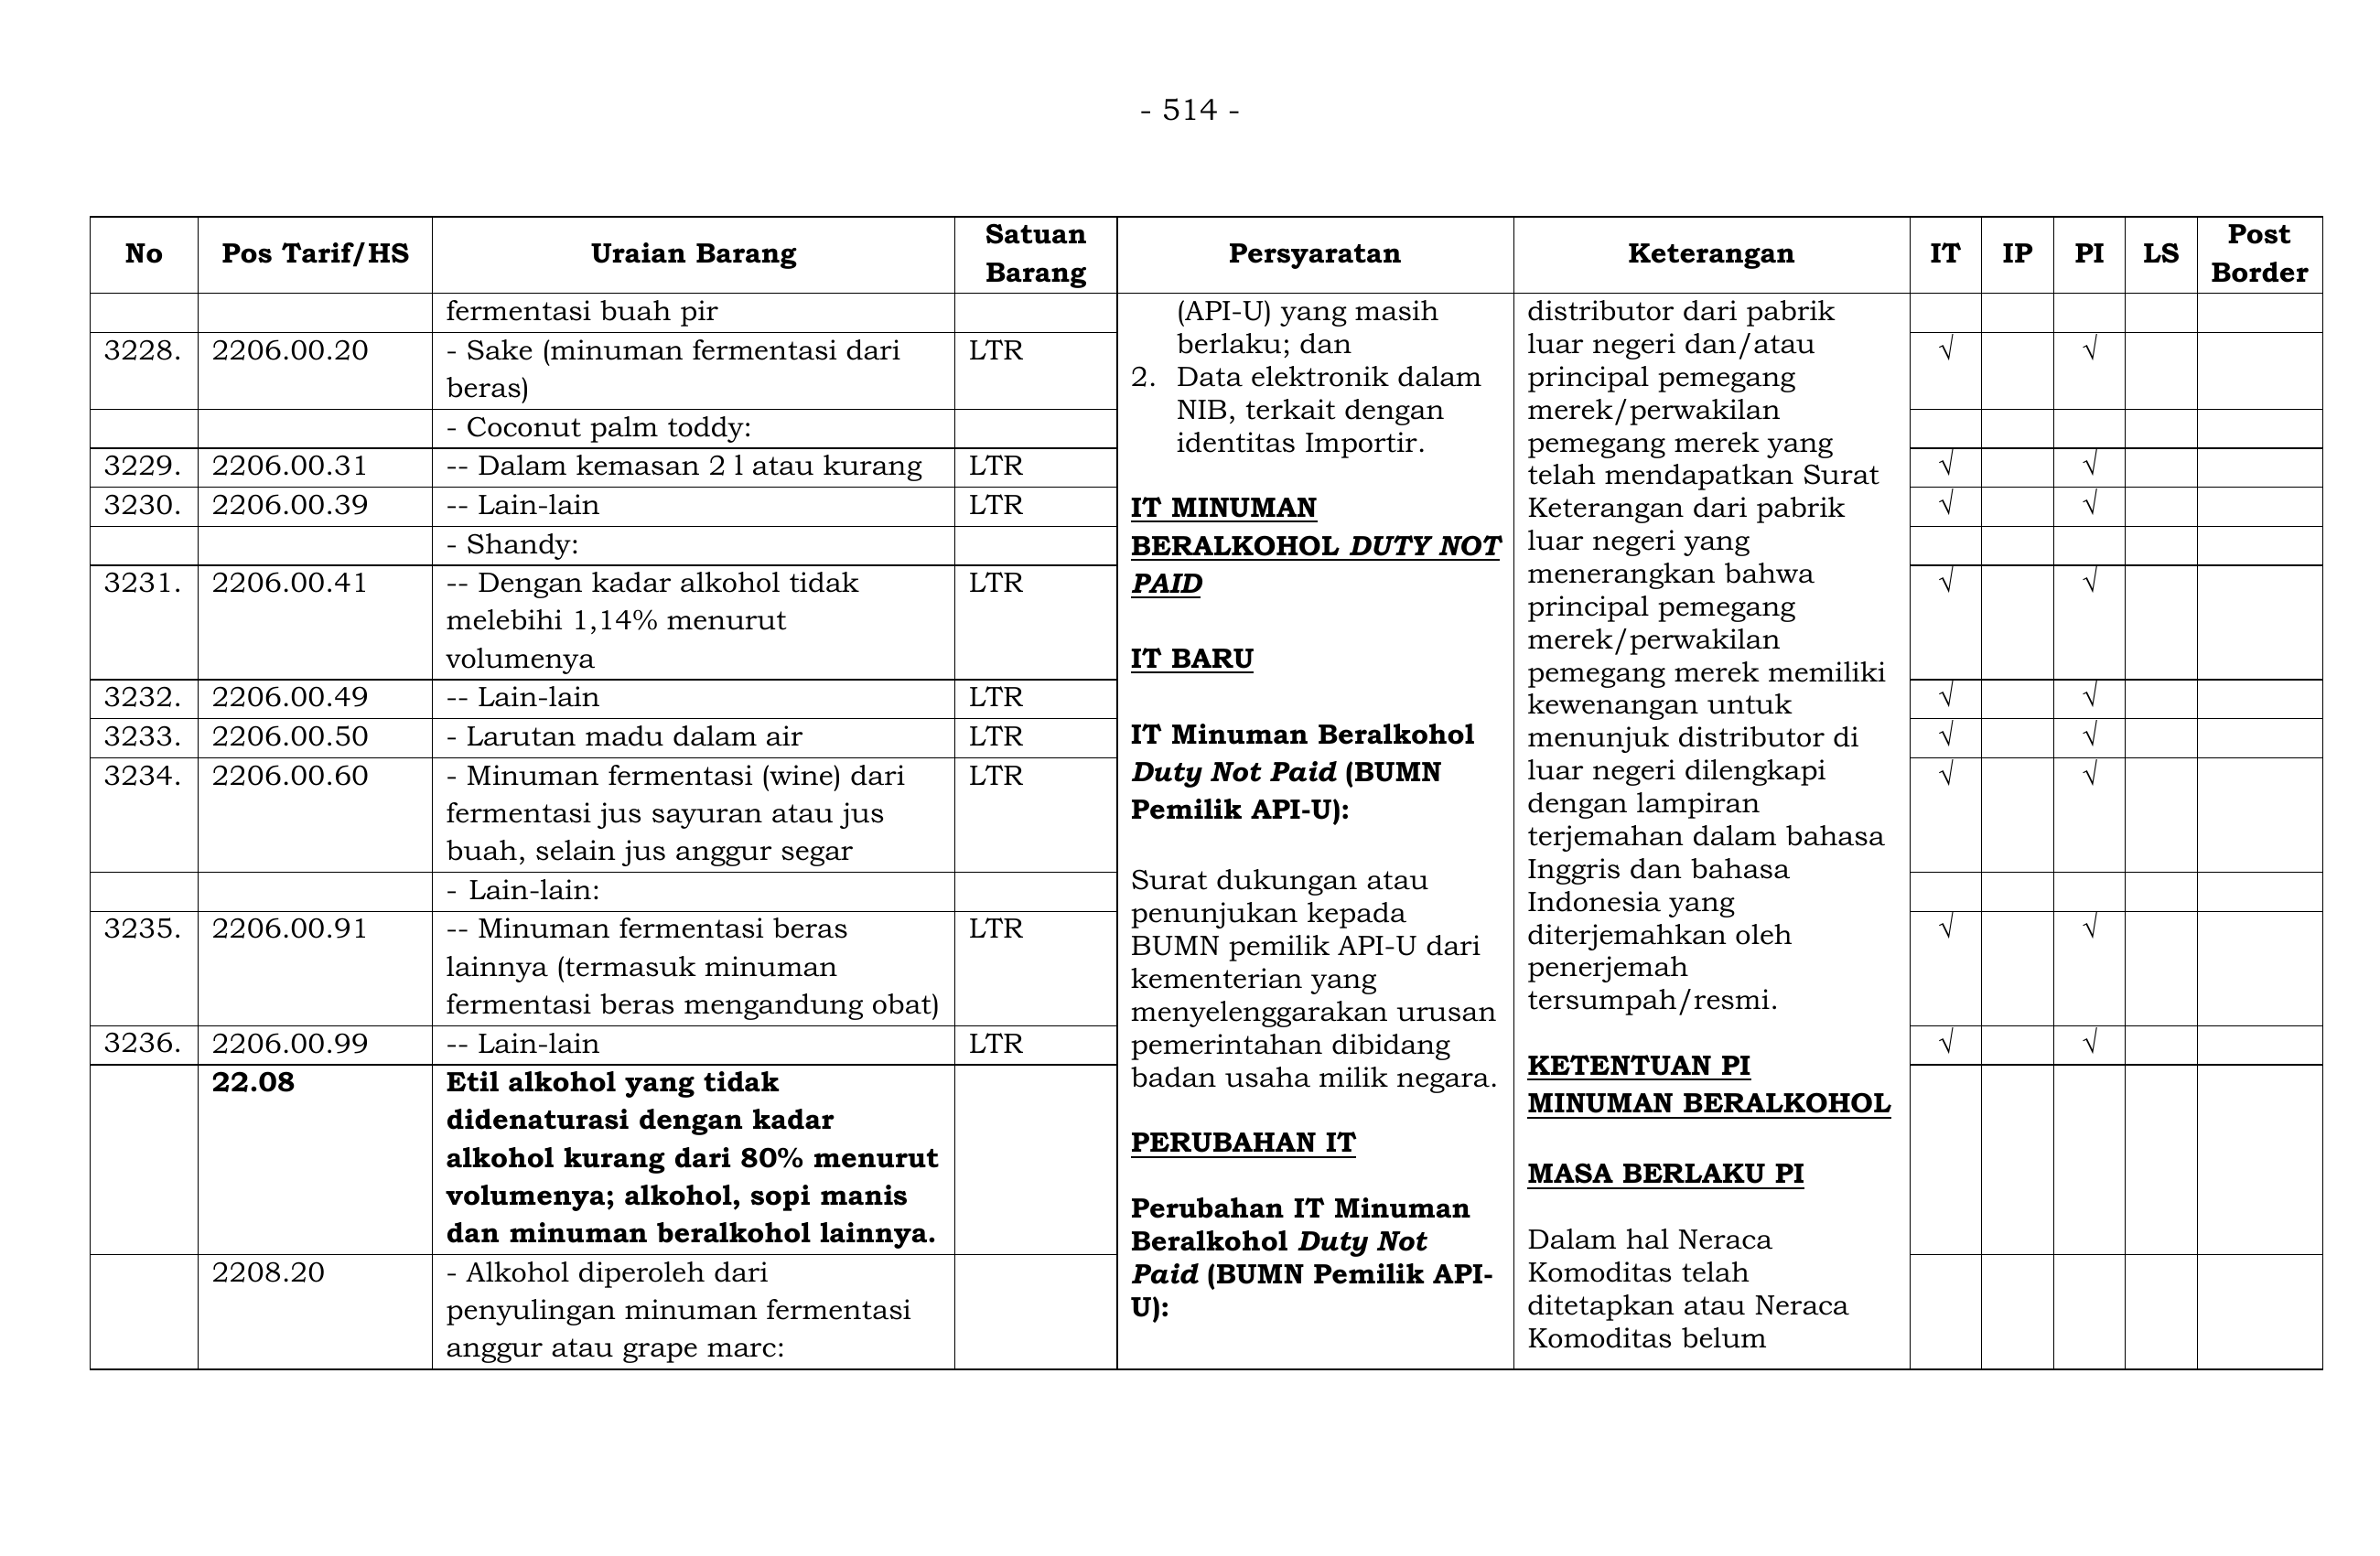 - 514 -
No Pos Tarif/HS Uraian Barang Satuan Barang Persyaratan Keterangan IT IP PI LS Post Border
fermentasi buah pir
3228. 2206.00.20 - Sake (minuman fermentasi dari LTR √ √
beras)
- Coconut palm toddy:
3229. 2206.00.31 -- Dalam kemasan 2 l atau kurang LTR √ √
3230. 2206.00.39 -- Lain-lain LTR √ √
- Shandy:
3231. 2206.00.41 -- Dengan kadar alkohol tidak LTR √ √
melebihi 1,14% menurut
volumenya
3232. 2206.00.49 -- Lain-lain LTR √ √
3233. 2206.00.50 - Larutan madu dalam air LTR √ √
3234. 2206.00.60 - Minuman fermentasi (wine) dari LTR √ √
fermentasi jus sayuran atau jus
buah, selain jus anggur segar
- Lain-lain:
3235. 2206.00.91 -- Minuman fermentasi beras LTR √ √
lainnya (termasuk minuman
fermentasi beras mengandung obat)
3236. 2206.00.99 -- Lain-lain LTR √ √
22.08 Etil alkohol yang tidak
didenaturasi dengan kadar
alkohol kurang dari 80% menurut
volumenya; alkohol, sopi manis
dan minuman beralkohol lainnya.
2208.20 - Alkohol diperoleh dari
penyulingan minuman fermentasi
anggur atau grape marc:
(API-U) yang masih
berlaku; dan
2. Data elektronik dalam
NIB, terkait dengan
identitas Importir.
IT MINUMAN
BERALKOHOL DUTY NOT
PAID
IT BARU
IT Minuman Beralkohol
Duty Not Paid (BUMN
Pemilik API-U):
Surat dukungan atau
penunjukan kepada
BUMN pemilik API-U dari
kementerian yang
menyelenggarakan urusan
pemerintahan dibidang
badan usaha milik negara.
PERUBAHAN IT
Perubahan IT Minuman
Beralkohol Duty Not
Paid (BUMN Pemilik API-
U):
distributor dari pabrik
luar negeri dan/atau
principal pemegang
merek/perwakilan
pemegang merek yang
telah mendapatkan Surat
Keterangan dari pabrik
luar negeri yang
menerangkan bahwa
principal pemegang
merek/perwakilan
pemegang merek memiliki
kewenangan untuk
menunjuk distributor di
luar negeri dilengkapi
dengan lampiran
terjemahan dalam bahasa
Inggris dan bahasa
Indonesia yang
diterjemahkan oleh
penerjemah
tersumpah/resmi.
KETENTUAN PI
MINUMAN BERALKOHOL
MASA BERLAKU PI
Dalam hal Neraca
Komoditas telah
ditetapkan atau Neraca
Komoditas belum